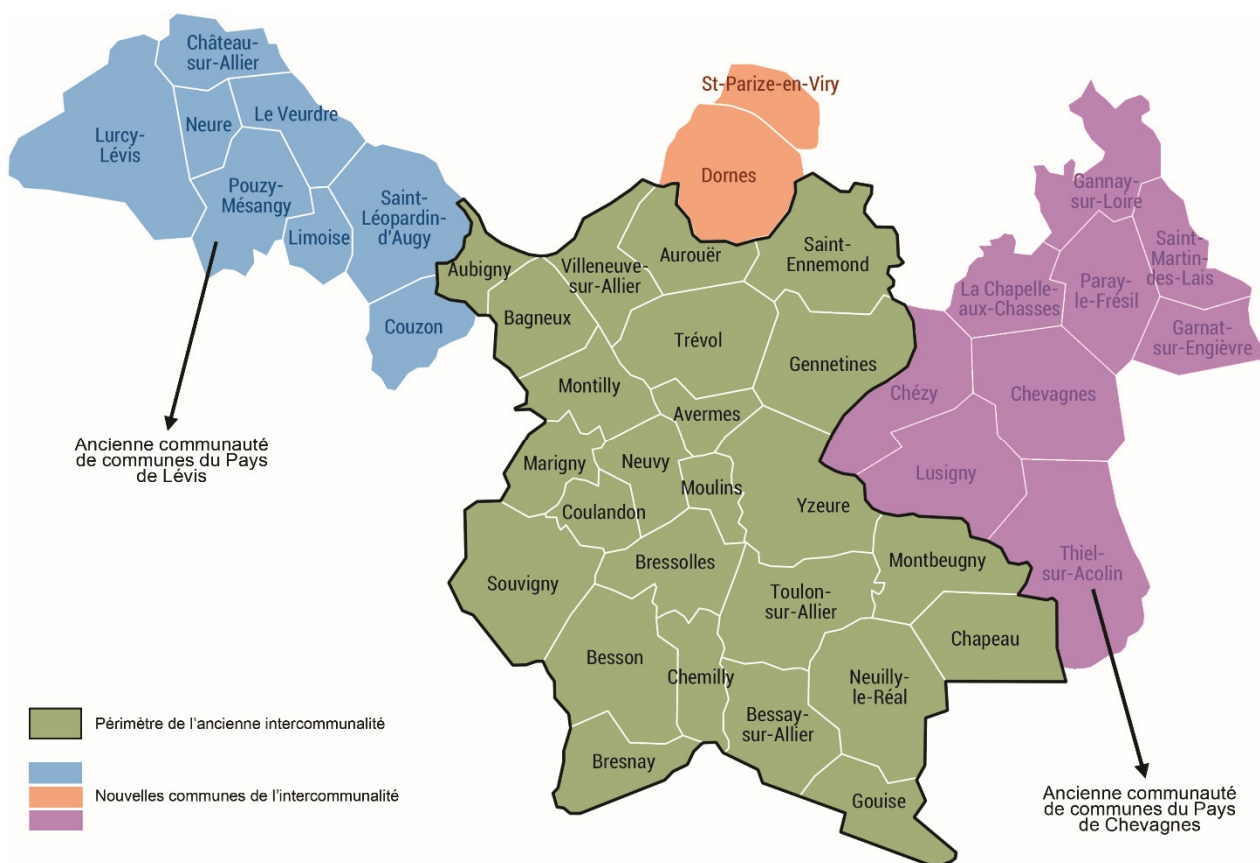 Château-
sur-Allier
Le Veurdre
Neure
Lurcy-
Lévis
Pouzy-
Mésangy
Limoise
Saint-
Léopardin-
d'Augy
Couzon
St-Parize-en-Viry
Dornes
Gannay-
sur-Loire
Saint-
Martin-
des-Lais
La Chapelle-
aux-Chasses
Paray-
le-Frésil
Garnat-
sur-Engièvre
Chézy
Chevagnes
Lusigny
Thiel-
sur-Acolin
Aubigny
Villeneuve-
sur-Allier
Aurouër
Saint-
Ennemond
Bagneux
Trévol
Gennetines
Montilly
Avermes
Marigny
Neuvy
Moulins
Yzeure
Coulandon
Souvigny
Bressolles
Montbeugny
Toulon-
sur-Allier
Chapeau
Besson
Chemilly
Neuilly-
le-Réal
Bessay-
sur-Allier
Bresnay
Gouise
Ancienne communauté
de communes du Pays
de Lévis
Périmètre de l'ancienne intercommunalité
Nouvelles communes de l'intercommunalité
Ancienne communauté
de communes du Pays
de Chevagnes